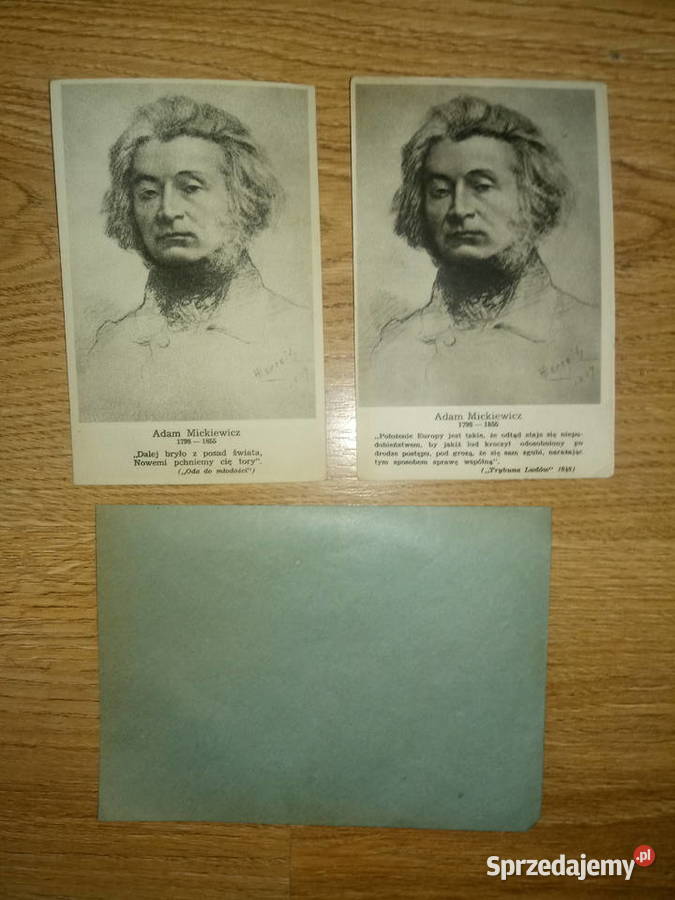 Adam Mickiewicz
1798 — 1855
„Dalej bryło z posad świata,
Nowemi pchniemy cię tory".
(„Oda do młodości")
Adam Mickiewicz
1798 — 1855
„Położenie Europy jest takie, że odtąd staje się niepo-
dobieństwem, by jakiś lud kroczył odosobniony po
drodze postępu, pod grozą, że się sam zgubi, narażając
tym sposobem sprawę wspólną".
(„Trybuna Ludów" 1848)
Sprzedajemy.pl